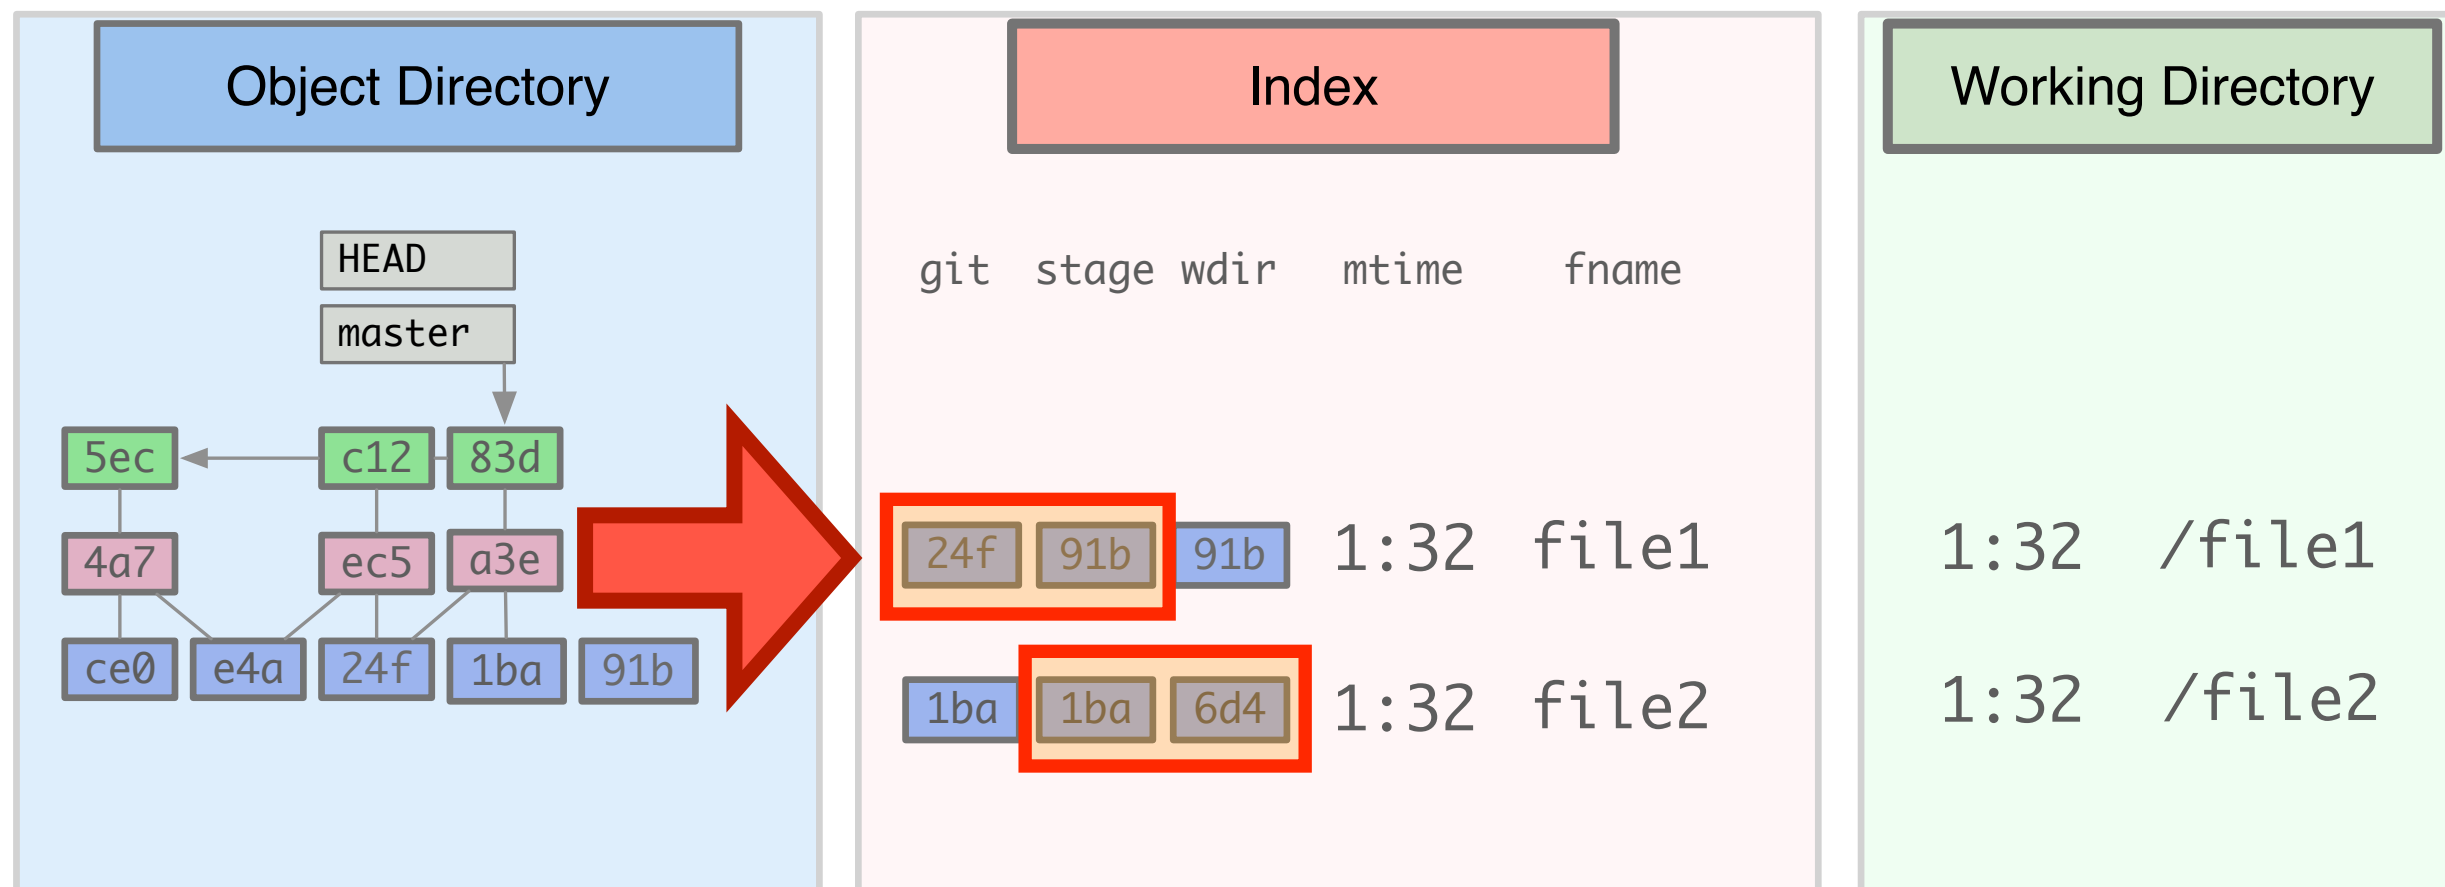 Object Directory
Index
Working Directory
HEAD
master
git stage wdir mtime fname
5ec c12 83d
4a7 ec5 a3e
ce0 e4a 24f 1ba 91b
24f 91b 91b 1:32 file1
1ba 1ba 6d4 1:32 file2
1:32 /file1
1:32 /file2